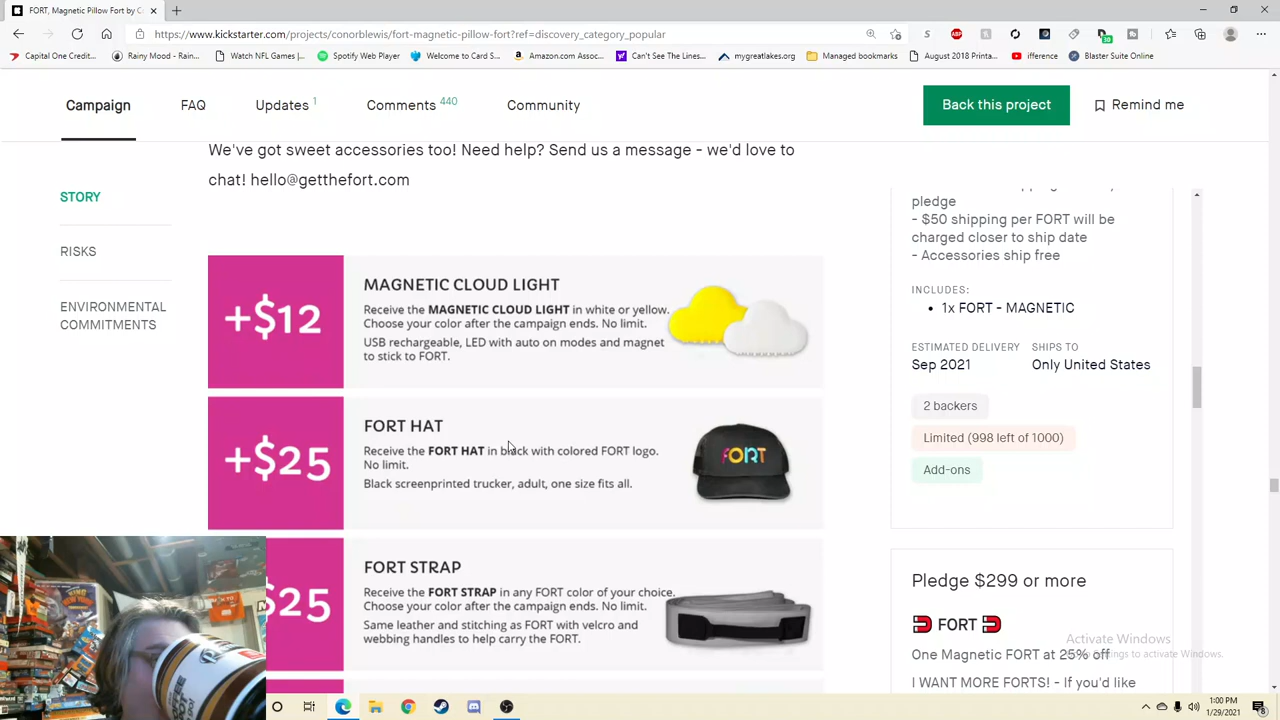 FORT, Magnetic Pillow Fort by C
https://www.kickstarter.com/projects/conorblewis/fort-magnetic-pillow-fort?ref=discovery_category_popular
Capital One Credit...
Rainy Mood - Rainy...
Watch NFL Games |...
Spotify Web Player
Welcome to Card S...
Amazon.com Assoc...
Can't See The Lines...
mygreatlakes.org
Managed bookmarks
August 2018 Printa...
ifference
Blaster Suite Online
Campaign
FAQ
Updates 1
Comments 440
Community
Back this project
Remind me
STORY
RISKS
ENVIRONMENTAL
COMMITMENTS
We've got sweet accessories too! Need help? Send us a message - we'd love to
chat! hello@getthefort.com
+$12
MAGNETIC CLOUD LIGHT
Receive the MAGNETIC CLOUD LIGHT in white or yellow.
Choose your color after the campaign ends. No limit.
USB rechargeable, LED with auto on modes and magnet
to stick to FORT.
+$25
FORT HAT
Receive the FORT HAT in black with colored FORT logo.
No limit.
Black screenprinted trucker, adult, one size fits all.
FORT
$25
FORT STRAP
Receive the FORT STRAP in any FORT color of your choice.
Choose your color after the campaign ends. No limit.
Same leather and stitching as FORT with velcro and
webbing handles to help carry the FORT.
pledge
- $50 shipping per FORT will be
charged closer to ship date
- Accessories ship free
INCLUDES:
• 1x FORT - MAGNETIC
ESTIMATED DELIVERY
SHIPS TO
Sep 2021
Only United States
2 backers
Limited (998 left of 1000)
Add-ons
Pledge $299 or more
FORT
One Magnetic FORT at 25% off
I WANT MORE FORTS! - If you'd like
Activate Windows
to activate Windows.
1:00 PM
1/29/2021